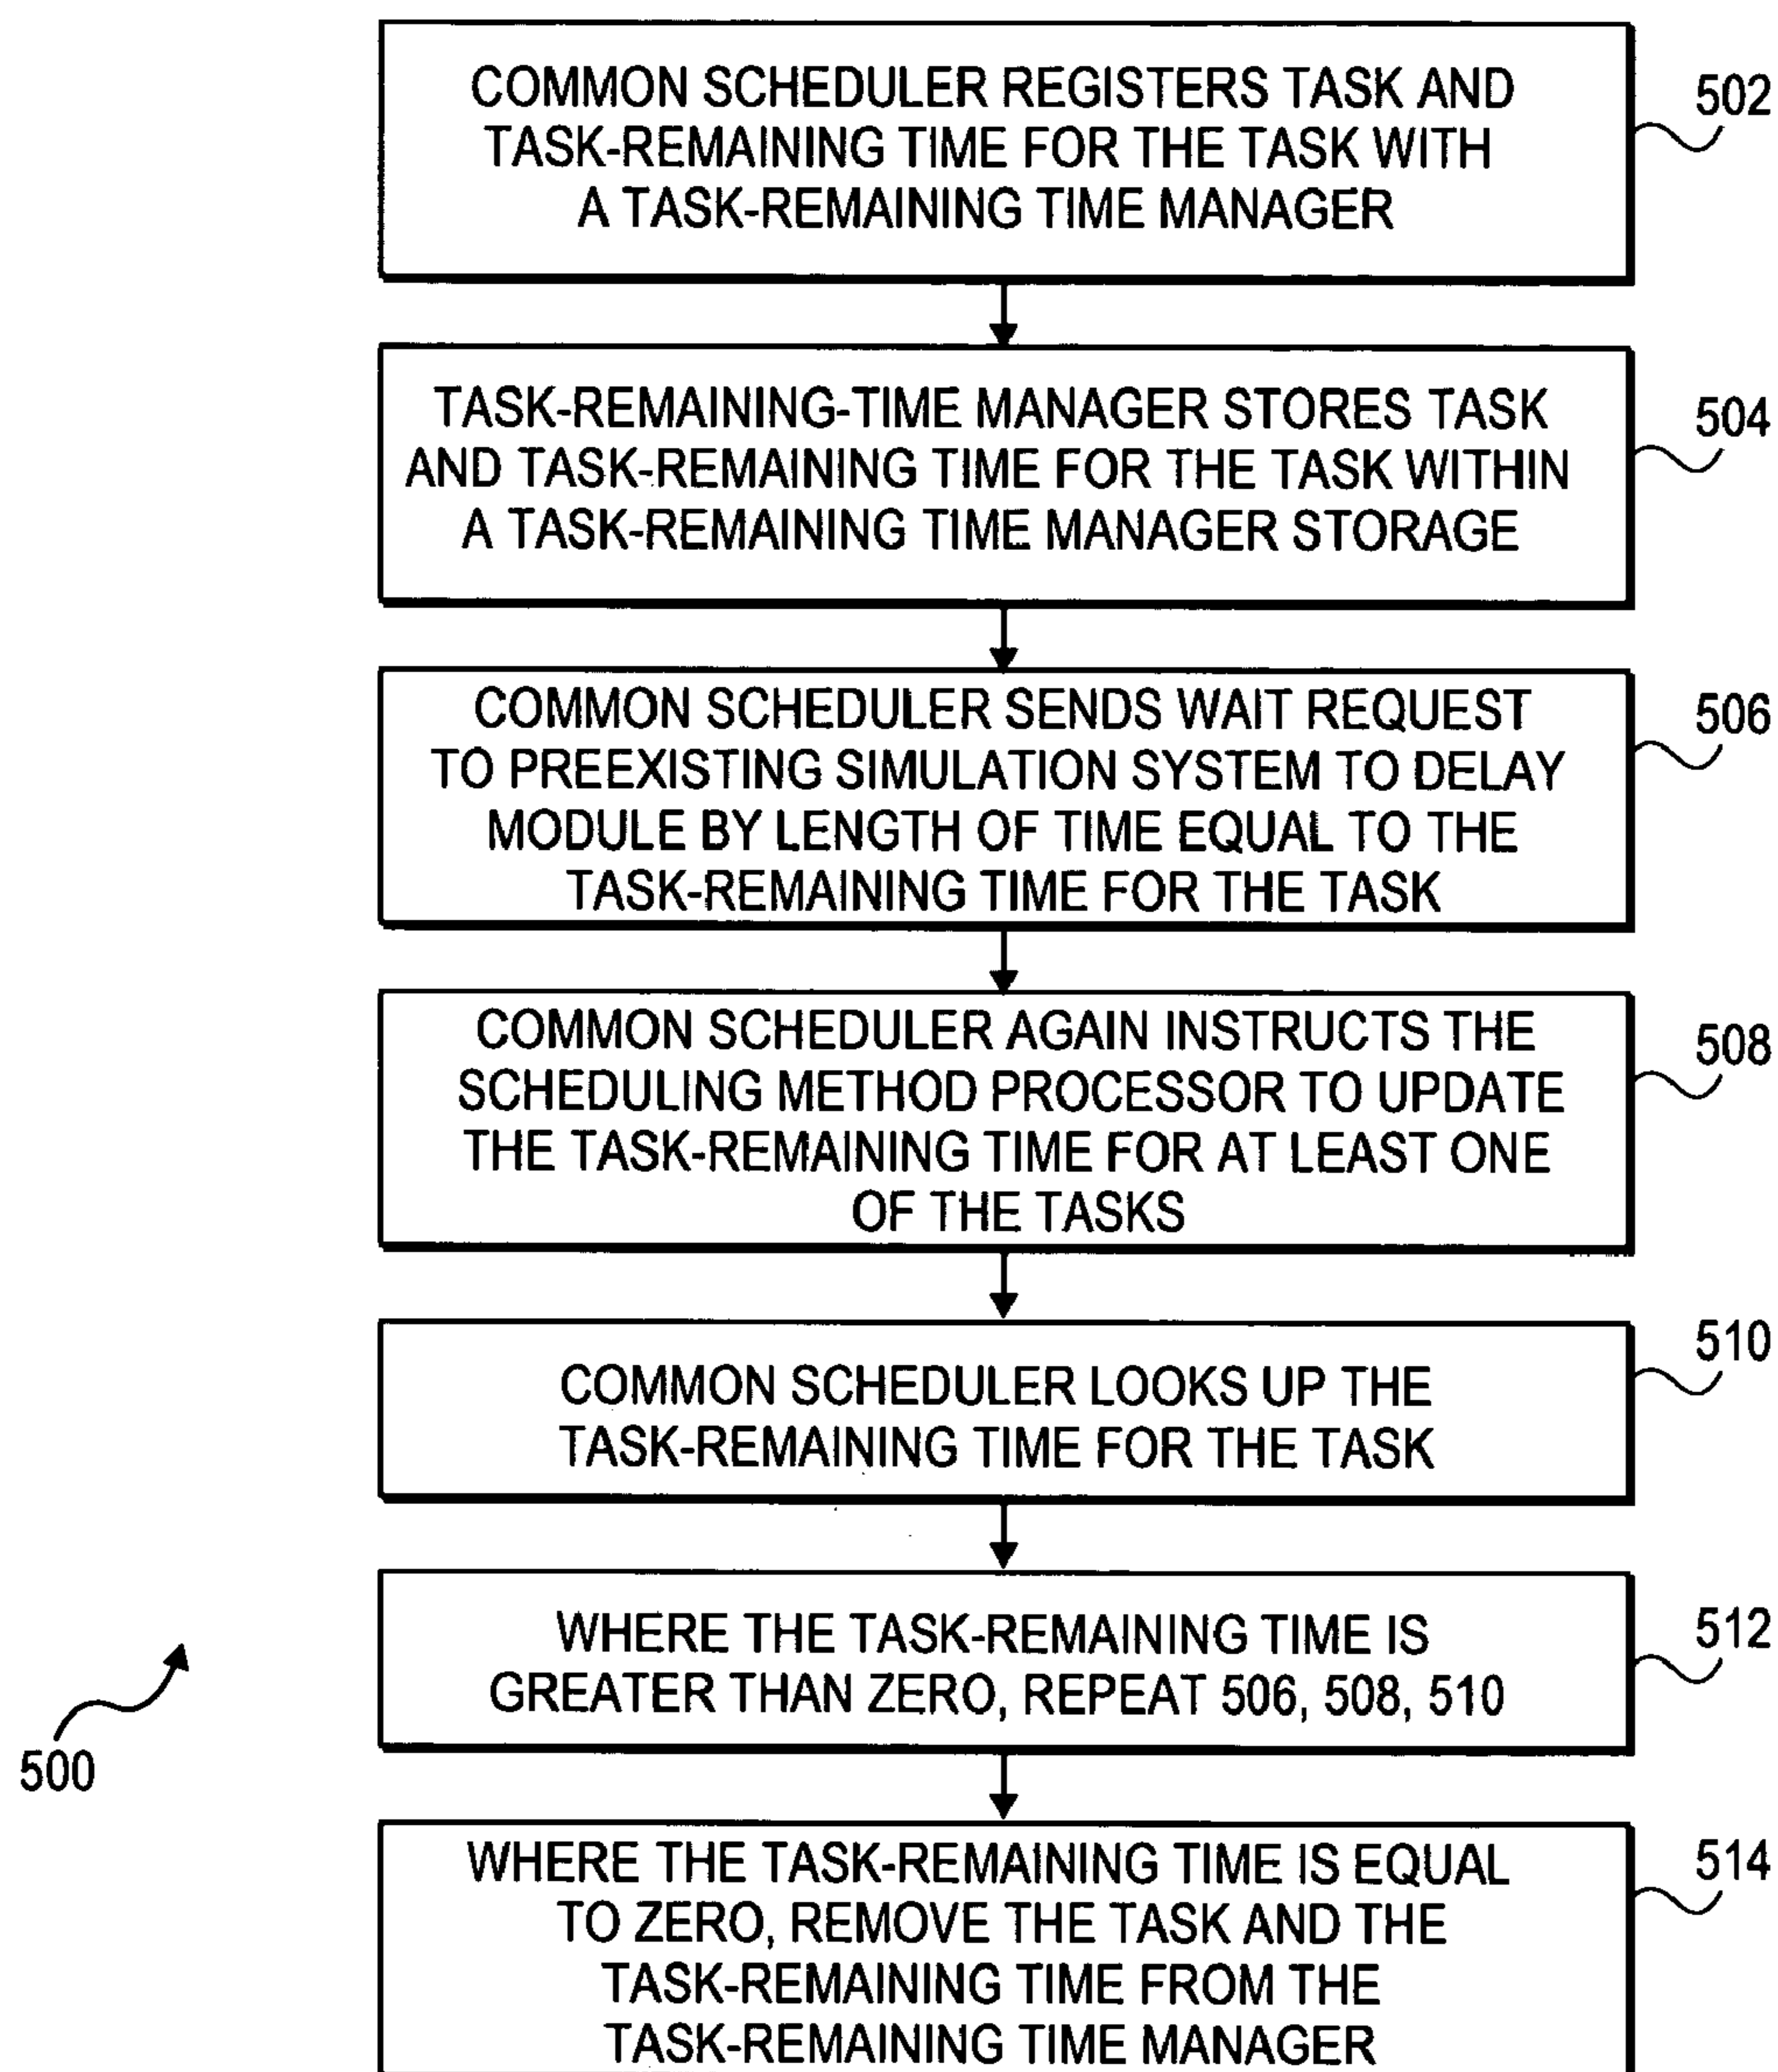 COMMON SCHEDULER REGISTERS TASK AND
TASK-REMAINING TIME FOR THE TASK WITH
A TASK-REMAINING TIME MANAGER
502
TASK-REMAINING-TIME MANAGER STORES TASK
AND TASK-REMAINING TIME FOR THE TASK WITHIN
A TASK-REMAINING TIME MANAGER STORAGE
504
COMMON SCHEDULER SENDS WAIT REQUEST
TO PREEXISTING SIMULATION SYSTEM TO DELAY
MODULE BY LENGTH OF TIME EQUAL TO THE
TASK-REMAINING TIME FOR THE TASK
506
COMMON SCHEDULER AGAIN INSTRUCTS THE
SCHEDULING METHOD PROCESSOR TO UPDATE
THE TASK-REMAINING TIME FOR AT LEAST ONE
OF THE TASKS
508
COMMON SCHEDULER LOOKS UP THE
TASK-REMAINING TIME FOR THE TASK
510
WHERE THE TASK-REMAINING TIME IS
GREATER THAN ZERO, REPEAT 506, 508, 510
512
500
WHERE THE TASK-REMAINING TIME IS EQUAL
TO ZERO, REMOVE THE TASK AND THE
TASK-REMAINING TIME FROM THE
TASK-REMAINING TIME MANAGER
514